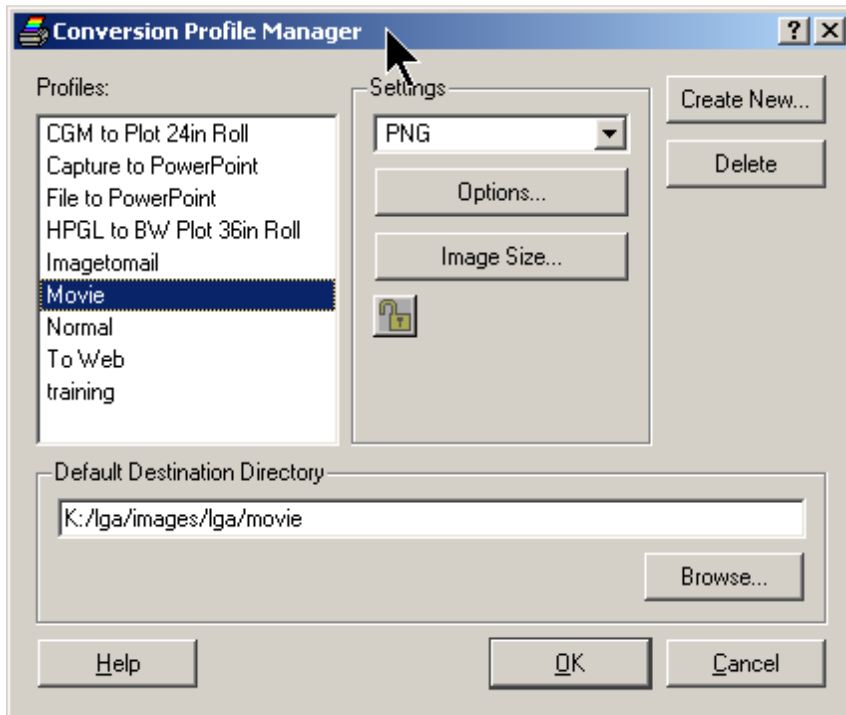 Conversion Profile Manager
Profiles:
CGM to Plot 24in Roll
Capture to PowerPoint
File to PowerPoint
HPGL to BW Plot 36in Roll
Imagetomail
Movie
Normal
To Web
training
Settings
PNG
Options...
Image Size...
Create New...
Delete
Default Destination Directory
K:/lga/images/lga/movie
Browse...
Help
OK
Cancel